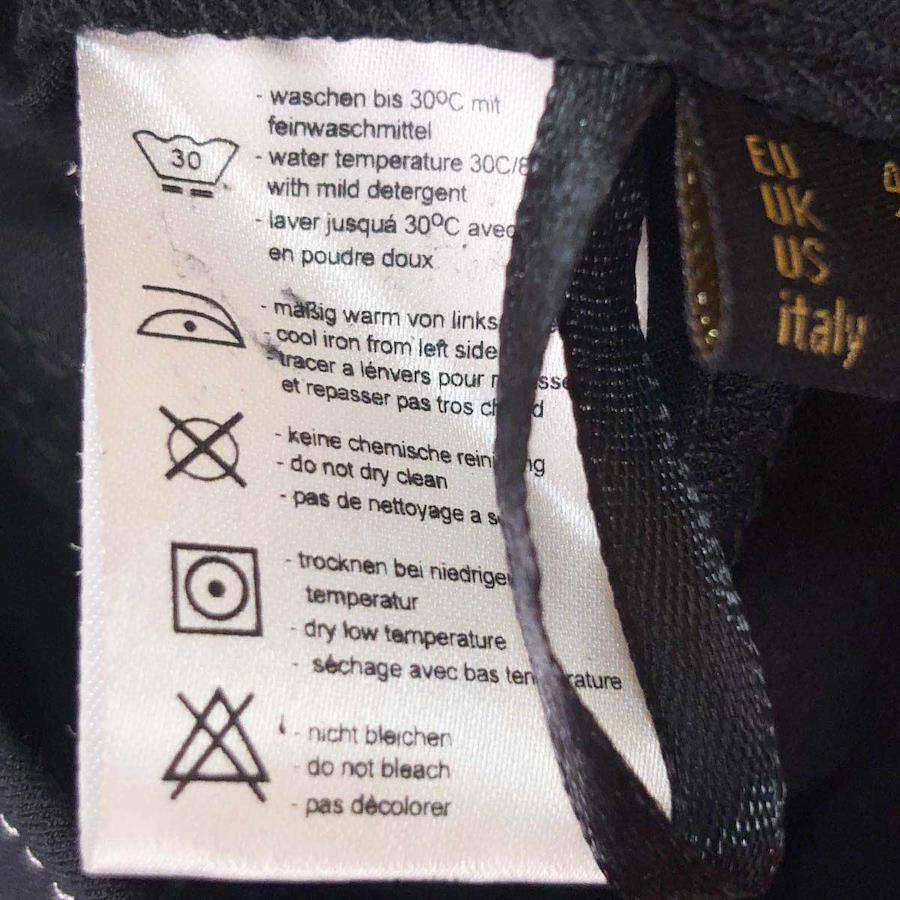 - waschen bis 30ºC mit
feinwaschmittel
30
- water temperature 30C/8
with mild detergent
- laver jusquá 30ºC avec
en poudre doux
- mäßig warm von links
- cool iron from left side
- tracer a lénvers pour
et repasser pas tros
- keine chemische
- do not dry clean
- pas de nettoyage a
- trocknen bei
temperatur
- dry low temperature
- séchage avec bas
- nicht bleichen
- do not bleach
- pas dècolorer
EU
UK
US
italy